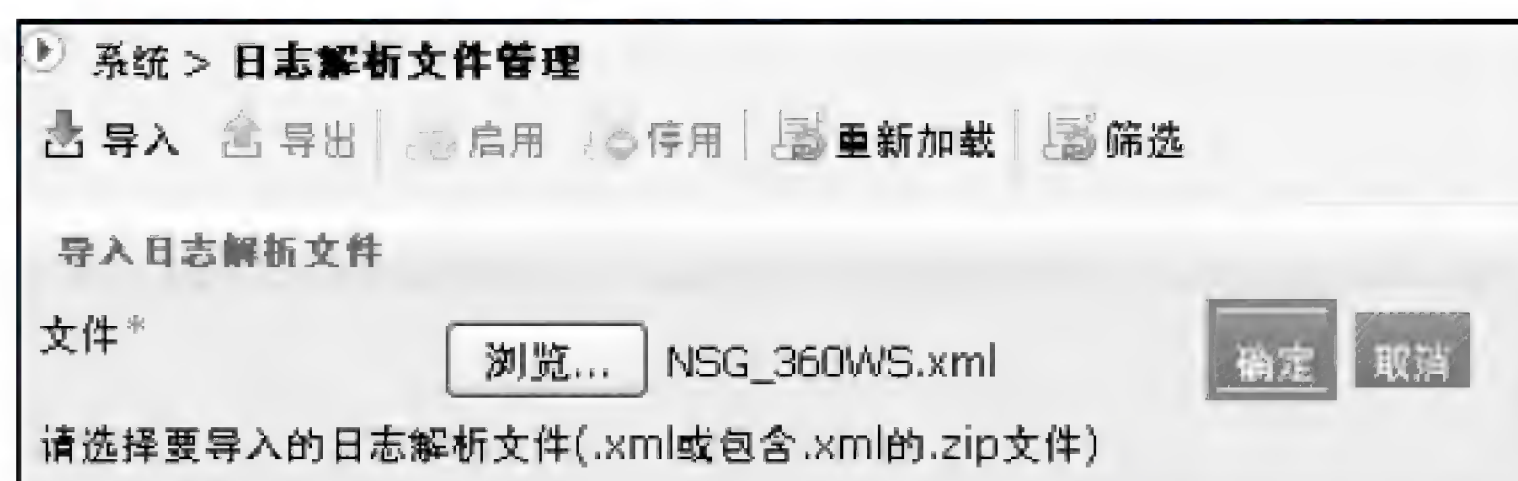 系统 > 日志解析文件管理
导入 导出 启用 停用 重新加载 筛选
导入日志解析文件
文件* 浏览... NSG_360WS.xml 确定 取消
请选择要导入的日志解析文件(.xml或包含.xml的.zip文件)